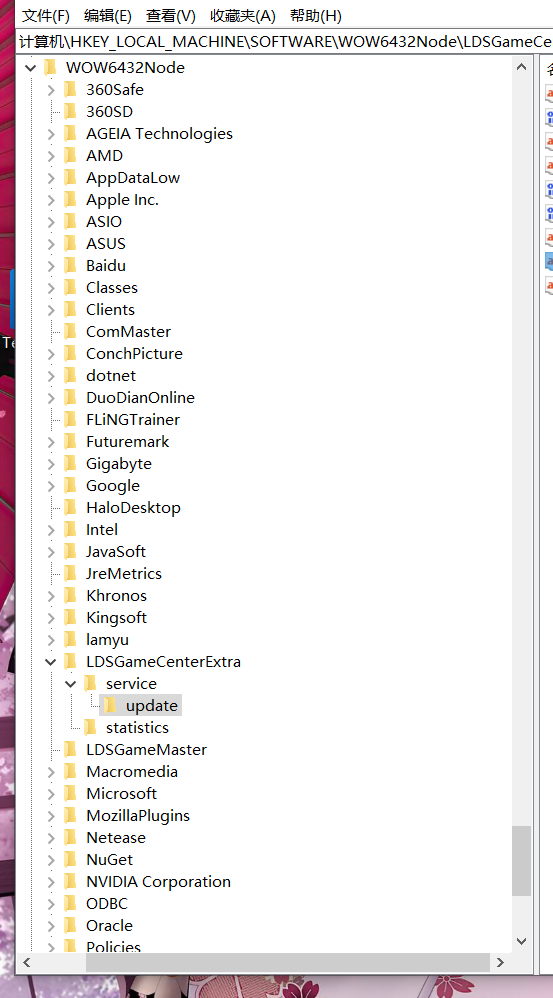 文件(F) 编辑(E) 查看(V) 收藏夹(A) 帮助(H)
计算机\HKEY_LOCAL_MACHINE\SOFTWARE\WOW6432Node\LDSGameCe
WOW6432Node
360Safe
360SD
AGEIA Technologies
AMD
AppDataLow
Apple Inc.
ASIO
ASUS
Baidu
Classes
Clients
ComMaster
ConchPicture
dotnet
DuoDianOnline
FLiNGTrainer
Futuremark
Gigabyte
Google
HaloDesktop
Intel
JavaSoft
JreMetrics
Khronos
Kingsoft
lamyu
LDSGameCenterExtra
service
update
statistics
LDSGameMaster
Macromedia
Microsoft
MozillaPlugins
Netease
NuGet
NVIDIA Corporation
ODBC
Oracle
Policies